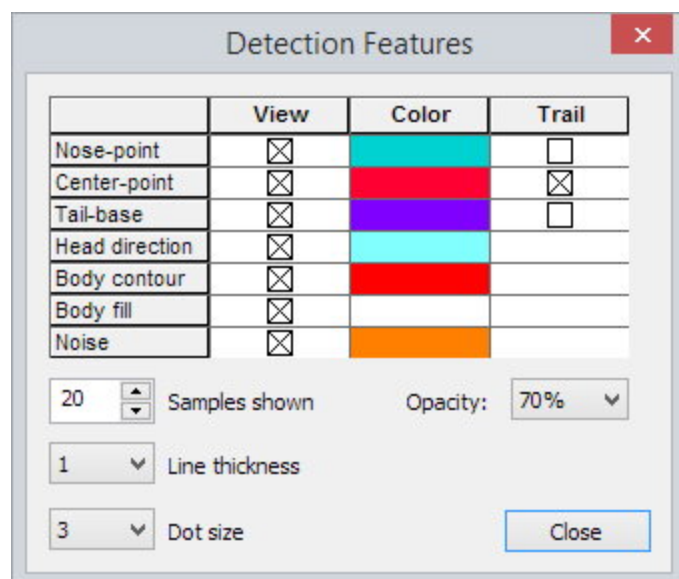 Detection Features
View Color Trail
Nose-point
Center-point
Tail-base
Head direction
Body contour
Body fill
Noise
20 Samples shown Opacity: 70%
1 Line thickness
3 Dot size Close